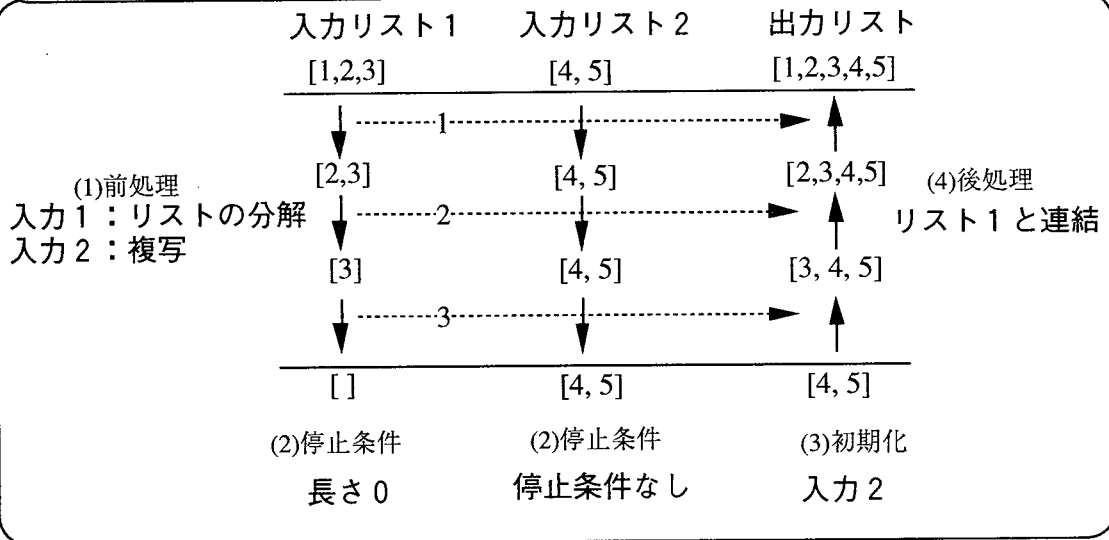 入力リスト1 入力リスト2 出力リスト
[1,2,3] [4, 5] [1,2,3,4,5]
1
[2,3] [4, 5] [2,3,4,5]
(1)前処理
入力1：リストの分解
入力2：複写
2
(4)後処理
リスト1と連結
[3] [4, 5] [3, 4, 5]
3
[ ] [4, 5] [4, 5]
(2)停止条件 (2)停止条件 (3)初期化
長さ0 停止条件なし 入力2